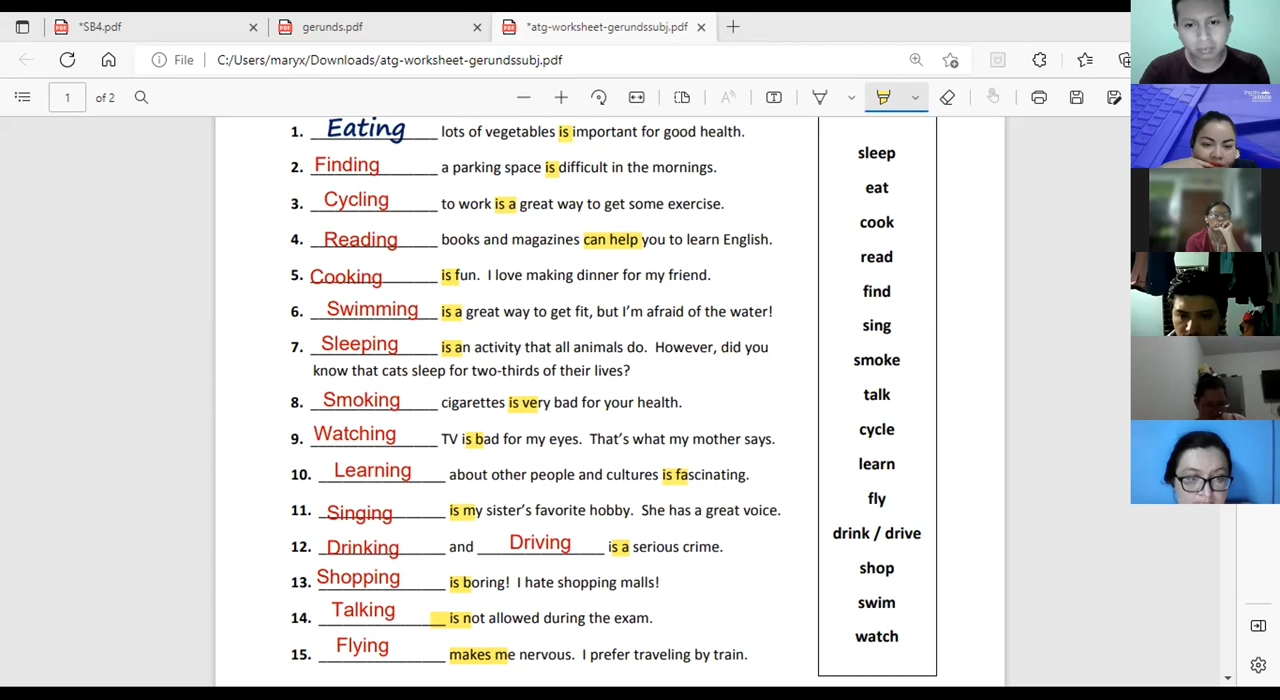 *SB4.pdf
gerunds.pdf
*atg-worksheet-gerundssubj.pdf
File C:/Users/maryx/Downloads/atg-worksheet-gerundssubj.pdf
1 of 2
1. Eating lots of vegetables is important for good health.
2. Finding a parking space is difficult in the mornings.
3. Cycling to work is a great way to get some exercise.
4. Reading books and magazines can help you to learn English.
5. Cooking is fun. I love making dinner for my friend.
6. Swimming is a great way to get fit, but I'm afraid of the water!
7. Sleeping is an activity that all animals do. However, did you
know that cats sleep for two-thirds of their lives?
8. Smoking cigarettes is very bad for your health.
9. Watching TV is bad for my eyes. That's what my mother says.
10. Learning about other people and cultures is fascinating.
11. Singing is my sister's favorite hobby. She has a great voice.
12. Drinking and Driving is a serious crime.
13. Shopping is boring! I hate shopping malls!
14. Talking is not allowed during the exam.
15. Flying makes me nervous. I prefer traveling by train.
sleep
eat
cook
read
find
sing
smoke
talk
cycle
learn
fly
drink / drive
shop
swim
watch